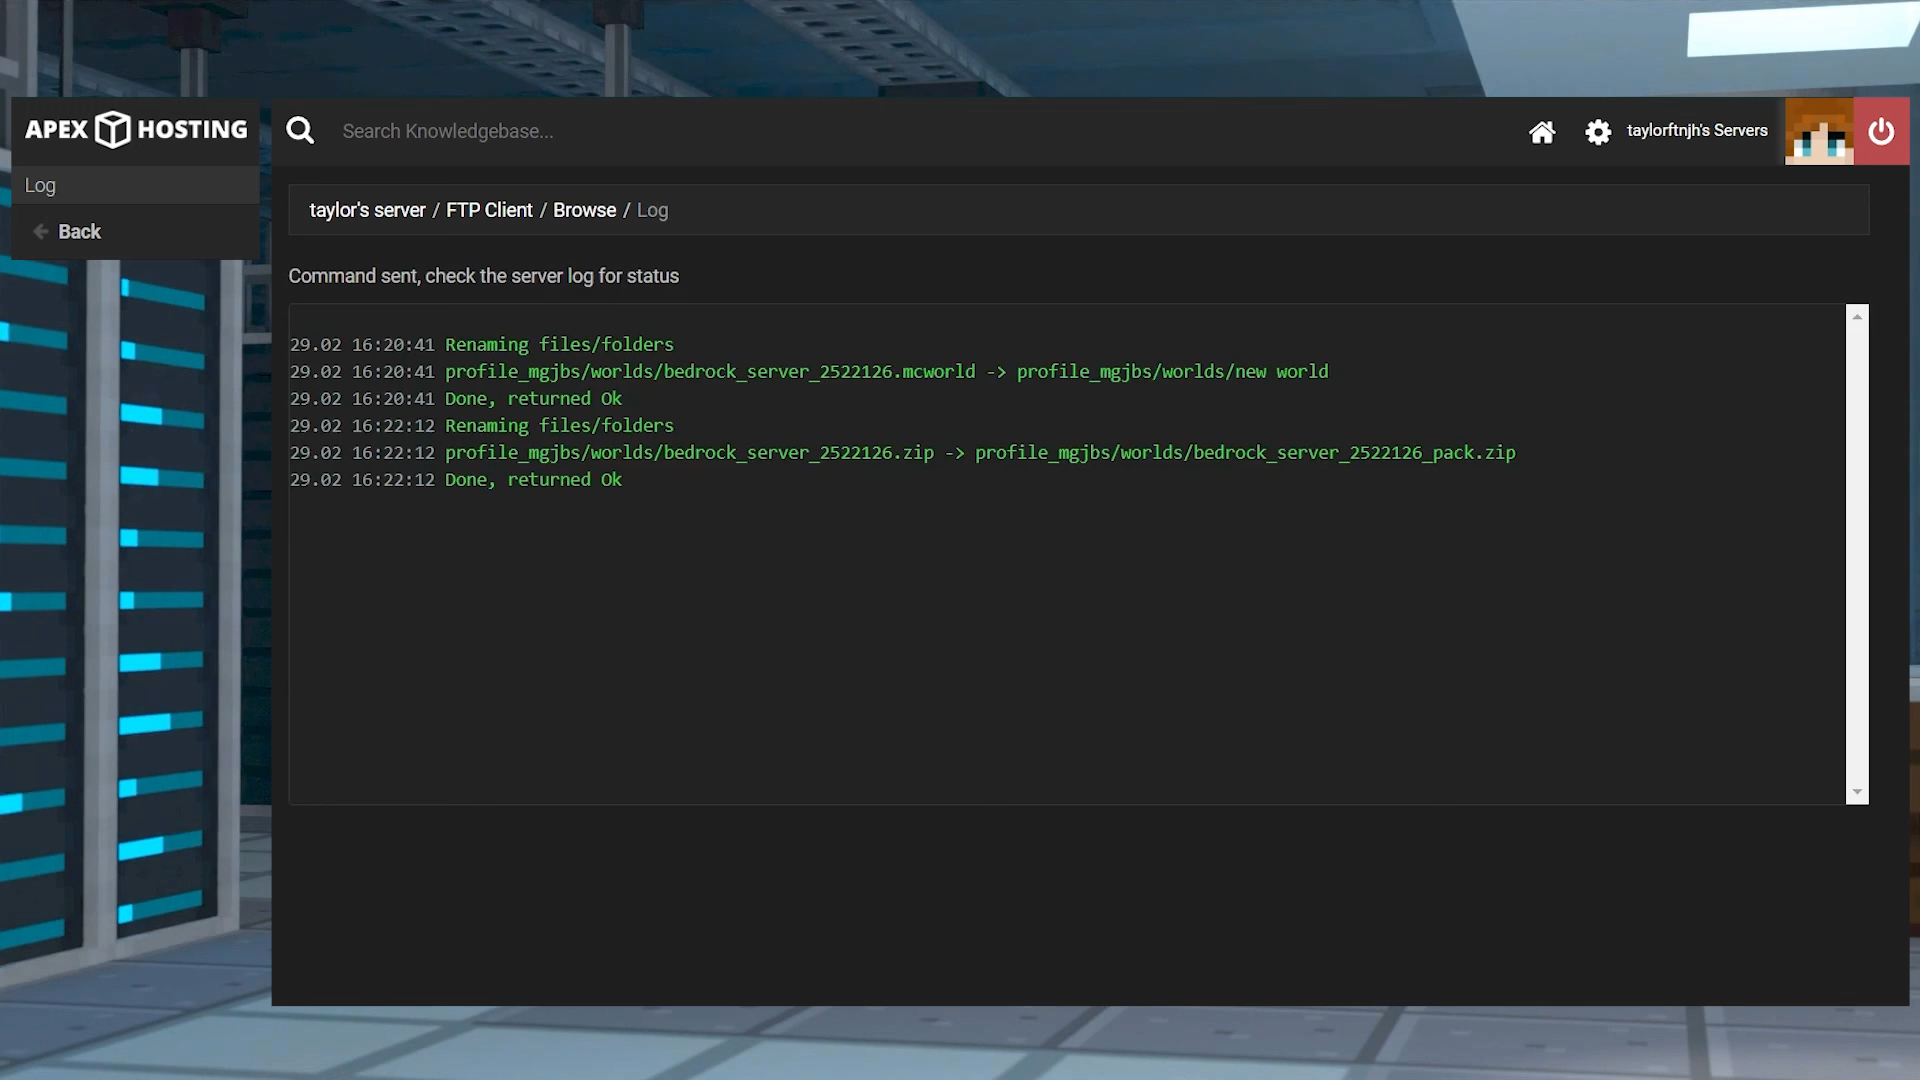 APEX HOSTING
Search Knowledgebase...
taylorftnjh's Servers
Log
Back
taylor's server / FTP Client / Browse / Log
Command sent, check the server log for status
29.02 16:20:41 Renaming files/folders
29.02 16:20:41 profile_mgjbs/worlds/bedrock_server_2522126.mcworld -> profile_mgjbs/worlds/new world
29.02 16:20:41 Done, returned Ok
29.02 16:22:12 Renaming files/folders
29.02 16:22:12 profile_mgjbs/worlds/bedrock_server_2522126.zip -> profile_mgjbs/worlds/bedrock_server_2522126_pack.zip
29.02 16:22:12 Done, returned Ok